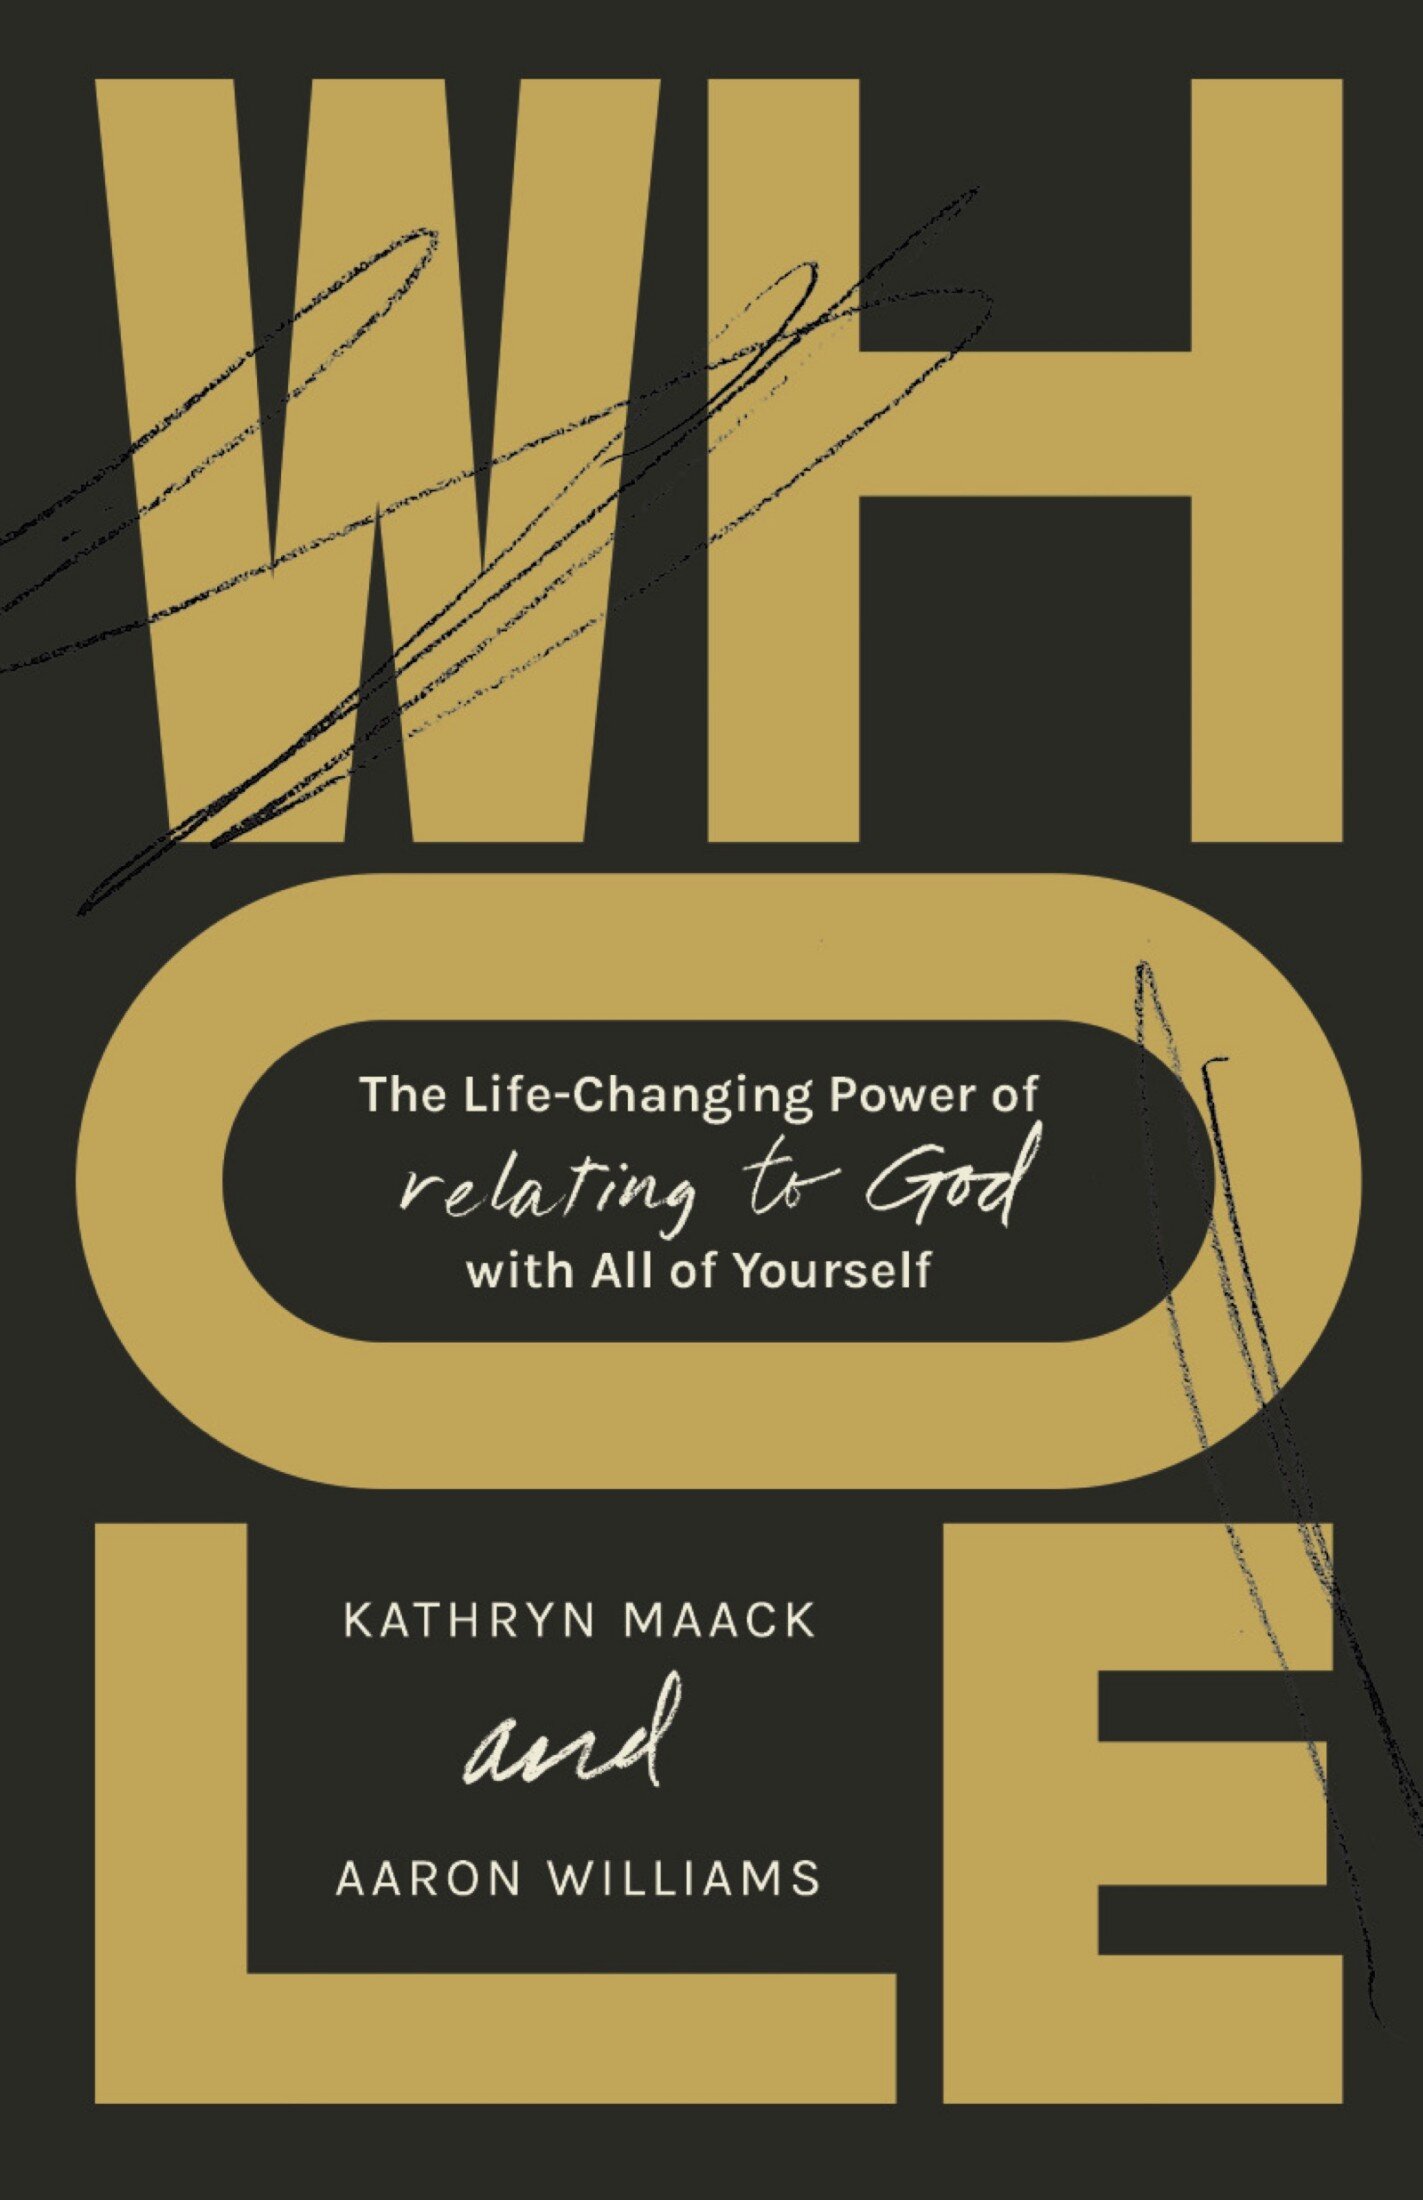 WH
O
The Life-Changing Power of
relating to God
with All of Yourself
LE
KATHRYN MAACK
and
AARON WILLIAMS